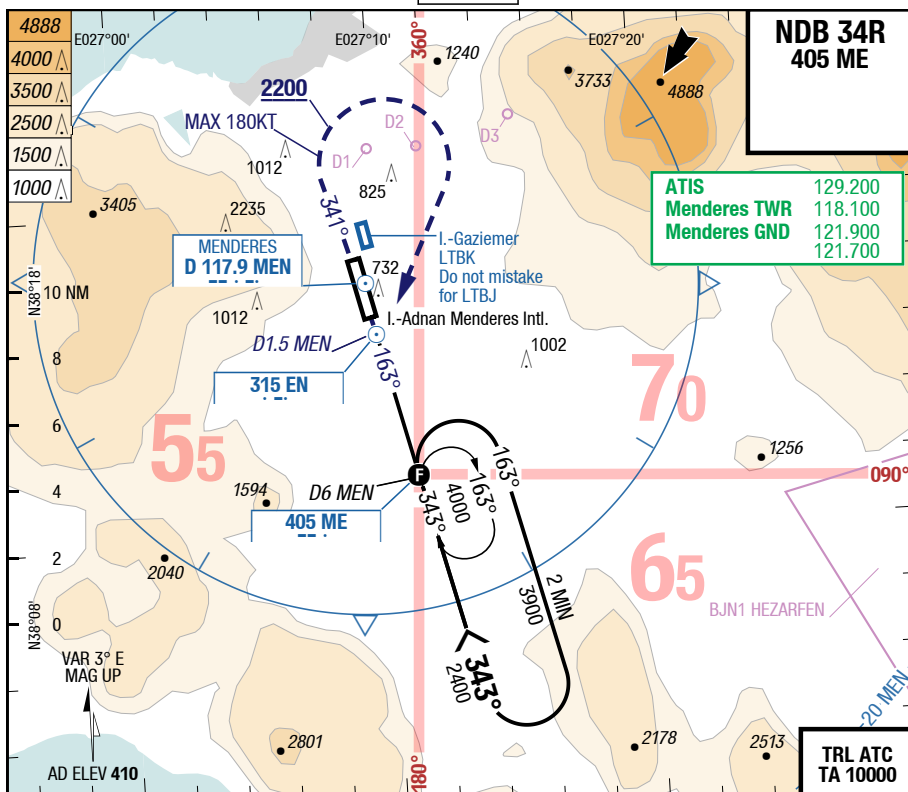 4888
4000
3500
2500
1500
1000
E027°00'
E027°10'
E027°20'
360°
1240
3733
4888
NDB 34R
405 ME
2200
MAX 180KT
D1
D2
D3
1012
825
3405
2235
341°
ATIS 129.200
Menderes TWR 118.100
Menderes GND 121.900
121.700
MENDERES
D 117.9 MEN
I.-Gaziemer
LTBK
Do not mistake
for LTBJ
732
N38°18'
10 NM
1012
I.-Adnan Menderes Intl.
D1.5 MEN
163°
1002
8
315 EN
70
6
55
163°
1256
D6 MEN
F
090°
4
1594
343°
4000
163°
405 ME
2
2040
65
2 MIN
3900
BJN1 HEZARFEN
N38°08'
0
VAR 3° E
MAG UP
343°
2400
-20 MEN
2801
2178
2513
AD ELEV 410
180°
TRL ATC
TA 10000